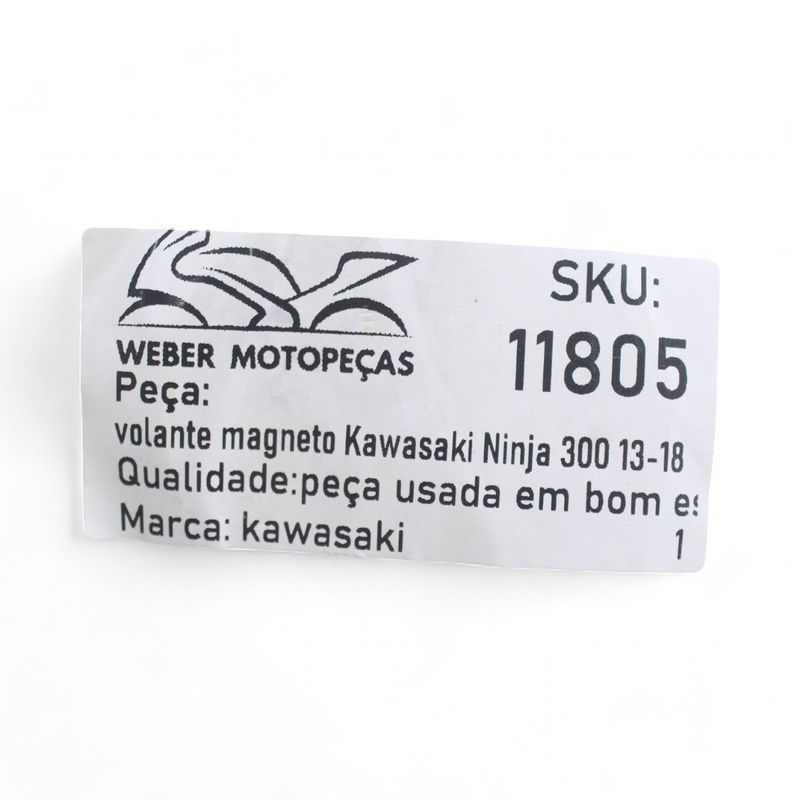 WEBER MOTOPEÇAS
SKU:
11805
Peça:
volante magneto Kawasaki Ninja 300 13-18
Qualidade:peça usada em bom es
Marca: kawasaki
1